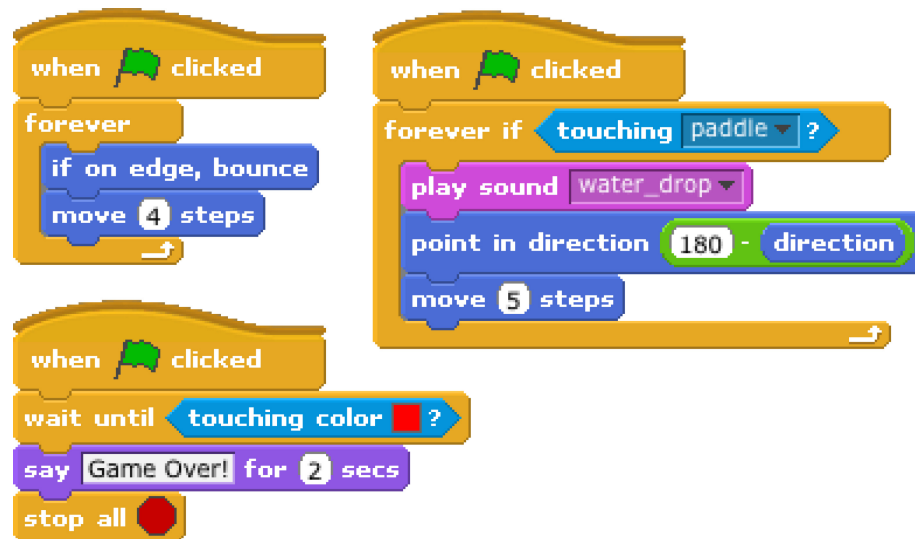 when clicked
forever
if on edge, bounce
move 4 steps
when clicked
forever if touching paddle ?
play sound water_drop
point in direction 180 - direction
move 5 steps
when clicked
wait until touching color ?
say Game Over! for 2 secs
stop all